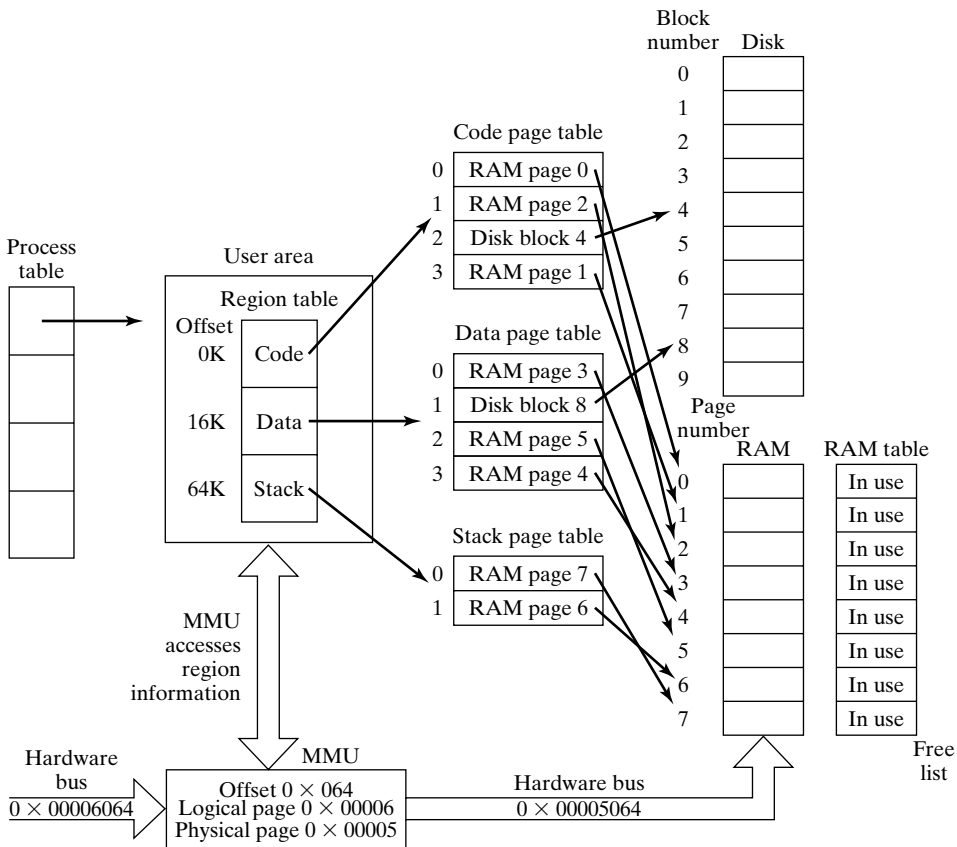 Block
number
Disk
0
1
2
3
4
5
6
7
8
9
Code page table
0 RAM page 0
1 RAM page 2
2 Disk block 4
3 RAM page 1
Process
table
User area
Region table
Offset
0K Code
16K Data
64K Stack
Data page table
0 RAM page 3
1 Disk block 8
2 RAM page 5
3 RAM page 4
Stack page table
0 RAM page 7
1 RAM page 6
Page
number
RAM
RAM table
0 In use
1 In use
2 In use
3 In use
4 In use
5 In use
6 In use
7 In use
Free
list
MMU
accesses
region
information
Hardware
bus
0 × 00006064
MMU
Offset 0 × 064
Logical page 0 × 00006
Physical page 0 × 00005
Hardware bus
0 × 00005064